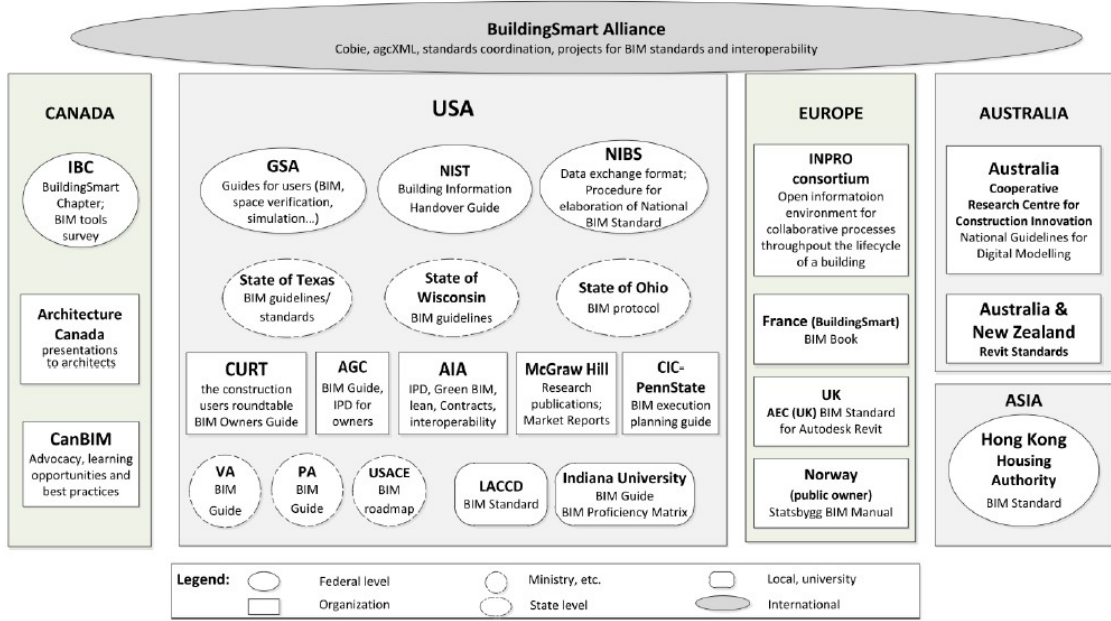 BuildingSmart Alliance
Cobie, agcXML, standards coordination, projects for BIM standards and interoperability
CANADA
IBC
BuildingSmart
Chapter;
BIM tools
survey
Architecture
Canada
presentations
to architects
CanBIM
Advocacy, learning
opportunities and
best practices
USA
GSA
Guides for users (BIM,
space verification,
simulation...)
NIST
Building Information
Handover Guide
NIBS
Data exchange format;
Procedure for
elaboration of National
BIM Standard
State of Texas
BIM guidelines/
standards
State of
Wisconsin
BIM guidelines
State of Ohio
BIM protocol
CURT
the construction
users roundtable
BIM Owners Guide
AGC
BIM Guide,
IPD for
owners
AIA
IPD, Green BIM,
lean, Contracts,
interoperability
McGraw Hill
Research
publications;
Market Reports
CIC-
PennState
BIM execution
planning guide
VA
BIM
Guide
PA
BIM
Guide
USACE
BIM
roadmap
LACCD
BIM Standard
Indiana University
BIM Guide
BIM Proficiency Matrix
EUROPE
INPRO
consortium
Open informatoion
environment for
collaborative processes
throughpout the lifecycle
of a building
France (BuildingSmart)
BIM Book
UK
AEC (UK) BIM Standard
for Autodesk Revit
Norway
(public owner)
Statsbygg BIM Manual
AUSTRALIA
Australia
Cooperative
Research Centre for
Construction Innovation
National Guidelines for
Digital Modelling
Australia &
New Zealand
Revit Standards
ASIA
Hong Kong
Housing
Authority
BIM Standard
Legend:
Federal level
Ministry, etc.
Local, university
Organization
State level
International